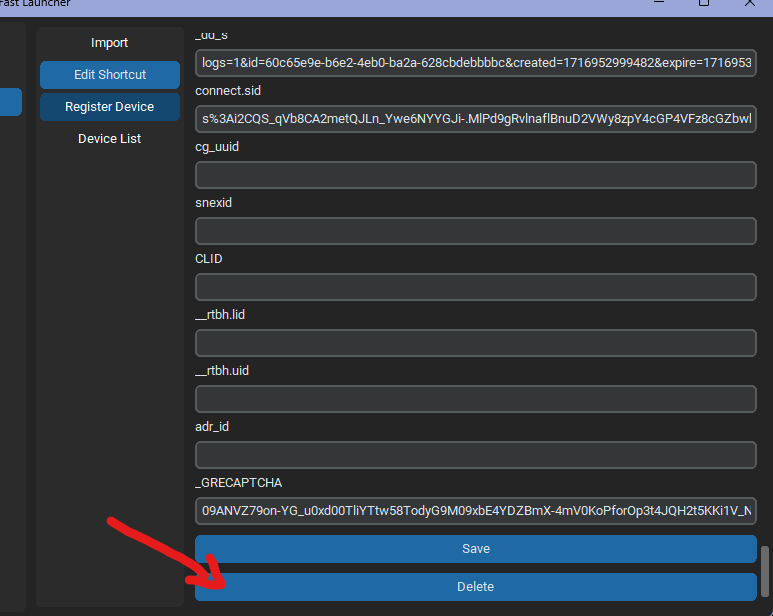 Fast Launcher
Import
Edit Shortcut
Register Device
Device List
_dd_s
logs=1&id=60c65e9e-b6e2-4eb0-ba2a-628cbdebbbbc&created=1716952999482&expire=1716953
connect.sid
s%3Ai2CQS_qVb8CA2metQJLn_Ywe6NYYGJi-.MlPd9gRvlnaflBnuD2VWy8zpY4cGP4VFz8cGZbwl
cg_uuid
snexid
CLID
__rtbh.lid
__rtbh.uid
adr_id
_GRECAPTCHA
09ANVZ79on-YG_u0xd00TliYTtw58TodyG9M09xbE4YDZBmX-4mV0KoPforOp3t4JQH2t5KKi1V_N
Save
Delete